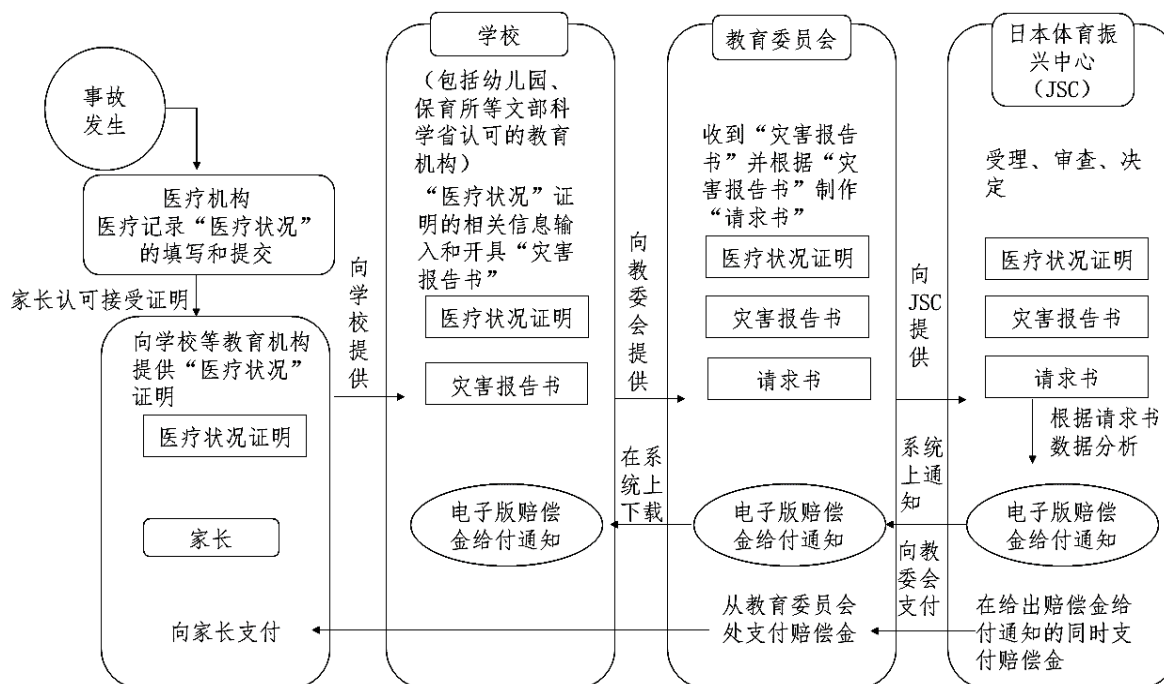 事故
发生
医疗机构
医疗记录“医疗状况”
的填写和提交
家长认可接受证明
向学校等教育机构
提供“医疗状况”
证明
医疗状况证明
家长
向家长支付
向
学
校
提
供
学校
（包括幼儿园、
保育所等文部科
学省认可的教育
机构）
“医疗状况”证
明的相关信息输
入和开具“灾害
报告书”
医疗状况证明
灾害报告书
电子版赔偿
金给付通知
向
教
委
会
提
供
在系
统上
下载
教育委员会
收到“灾害报告
书”并根据“灾
害报告书”制作
“请求书”
医疗状况证明
灾害报告书
请求书
电子版赔偿
金给付通知
从教育委员会
处支付赔偿金
向
JSC
提
供
系统
上通
知
向教
委会
支付
日本体育振
兴中心
（JSC）
受理、审查、决
定
医疗状况证明
灾害报告书
请求书
根据请求书
数据分析
电子版赔偿
金给付通知
在给出赔偿金给
付通知的同时支
付赔偿金